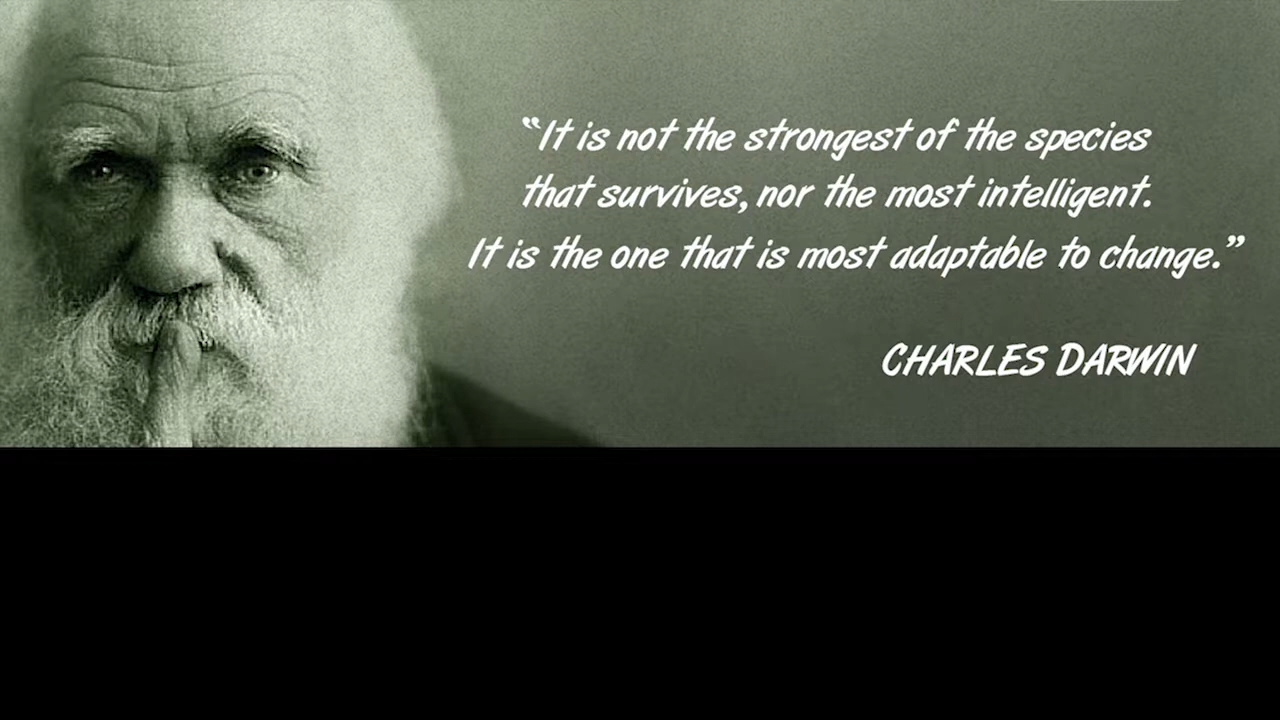 “It is not the strongest of the species
that survives, nor the most intelligent.
It is the one that is most adaptable to change.”
CHARLES DARWIN